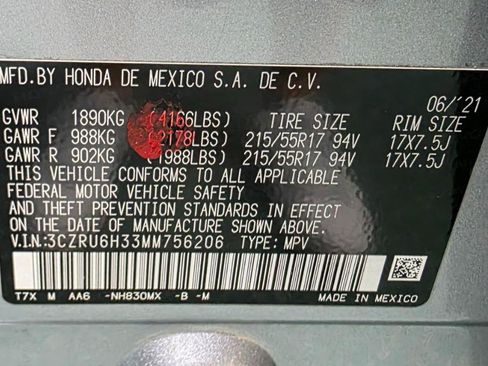 MFD.BY HONDA DE MEXICO S.A. DE C.V.
06/'21
GVWR 1890KG (4166LBS) TIRE SIZE RIM SIZE
GAWR F 988KG (2178LBS) 215/55R17 94V 17X7.5J
GAWR R 902KG (1988LBS) 215/55R17 94V 17X7.5J
THIS VEHICLE CONFORMS TO ALL APPLICABLE
FEDERAL MOTOR VEHICLE SAFETY
AND THEFT PREVENTION STANDARDS IN EFFECT
ON THE DATE OF MANUFACTURE SHOWN ABOVE.
V.I.N:3CZRU6H33MM756206 TYPE: MPV
T7X M AA6 -NH830MX -B -M
MADE IN MEXICO